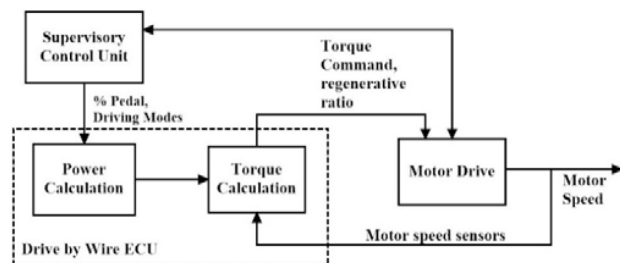 Supervisory
Control Unit
Torque
Command,
regenerative
ratio
% Pedal,
Driving Modes
Power
Calculation
Torque
Calculation
Motor Drive
Motor
Speed
Motor speed sensors
Drive by Wire ECU